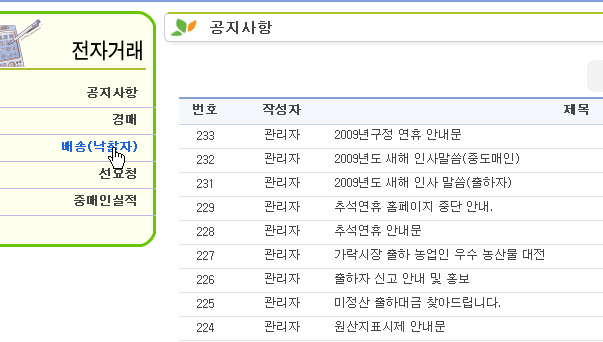 전자거래
공지사항
경매
배송(낙찰자)
선요청
중매인실적
공지사항
번호 작성자 제목
233 관리자 2009년구정 연휴 안내문
232 관리자 2009년도 새해 인사말씀(중도매인)
231 관리자 2009년도 새해 인사 말씀(출하자)
229 관리자 추석연휴 홈페이지 중단 안내.
228 관리자 추석연휴 안내문
227 관리자 가락시장 출하 농업인 우수 농산물 대전
226 관리자 출하자 신고 안내 및 홍보
225 관리자 미정산 출하대금 찾아드립니다.
224 관리자 원산지표시제 안내문